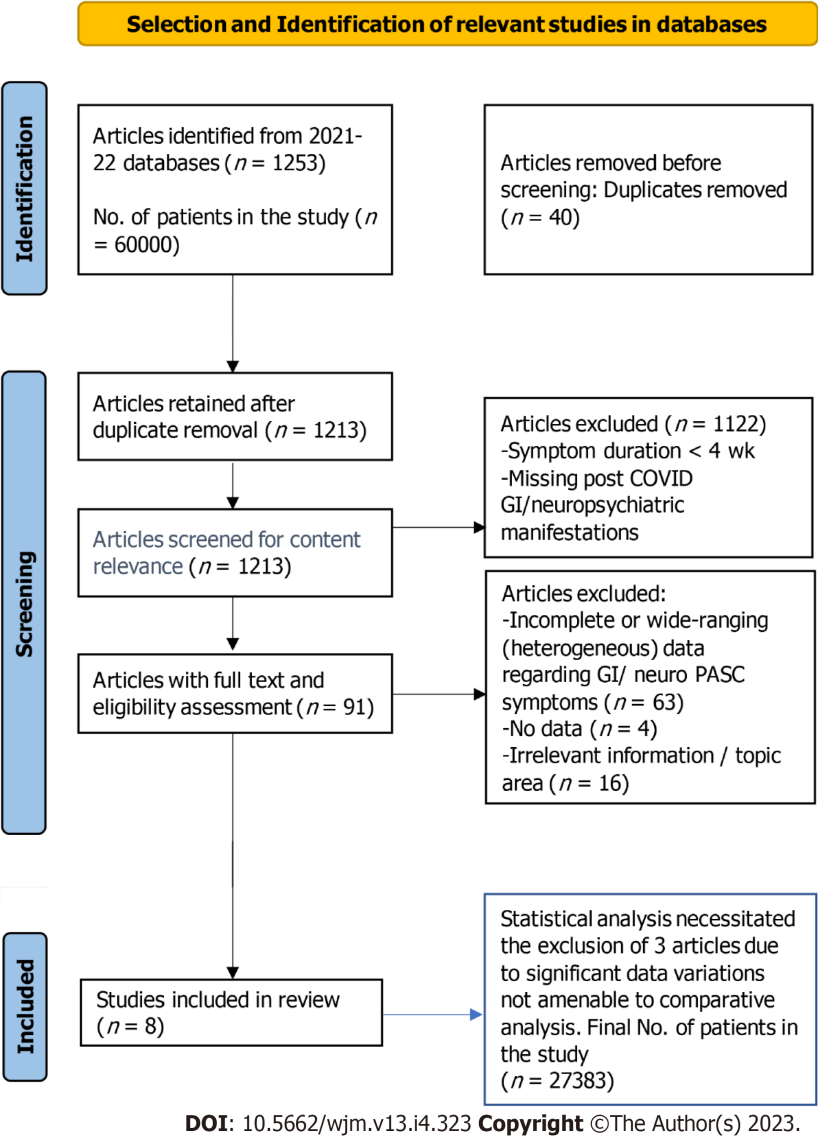 Selection and Identification of relevant studies in databases
Identification
Articles identified from 2021-
22 databases (n = 1253)
No. of patients in the study (n
= 60000)
Articles removed before
screening: Duplicates removed
(n = 40)
Screening
Articles retained after
duplicate removal (n = 1213)
Articles screened for content
relevance (n = 1213)
Articles excluded (n = 1122)
-Symptom duration < 4 wk
-Missing post COVID
GI/neuropsychiatric
manifestations
Articles with full text and
eligibility assessment (n = 91)
Articles excluded:
-Incomplete or wide-ranging
(heterogeneous) data
regarding GI/ neuro PASC
symptoms (n = 63)
-No data (n = 4)
-Irrelevant information / topic
area (n = 16)
Included
Studies included in review
(n = 8)
Statistical analysis necessitated
the exclusion of 3 articles due
to significant data variations
not amenable to comparative
analysis. Final No. of patients in
the study
(n = 27383)
DOI: 10.5662/wjm.v13.i4.323 Copyright ©The Author(s) 2023.